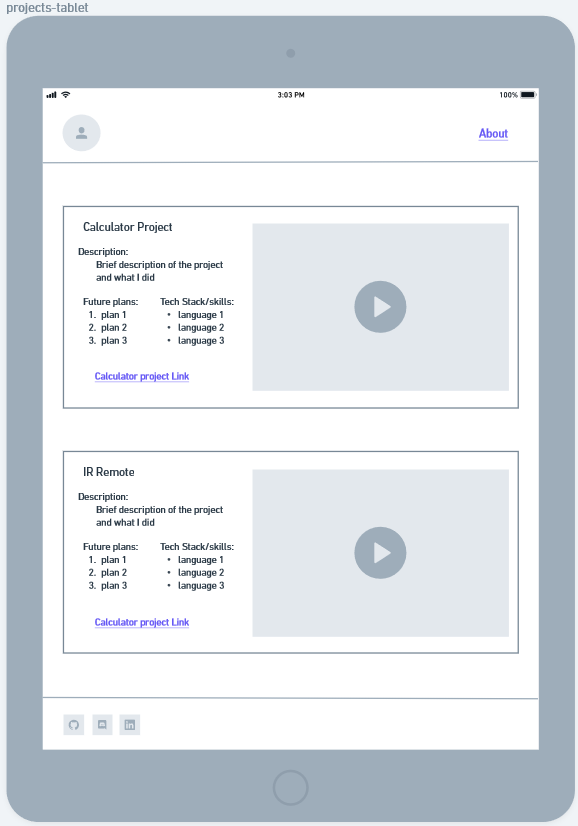 projects-tablet
3:03 PM
100%
About
Calculator Project
Description:
Brief description of the project
and what I did
Future plans:
1. plan 1
2. plan 2
3. plan 3
Tech Stack/skills:
• language 1
• language 2
• language 3
Calculator project Link
IR Remote
Description:
Brief description of the project
and what I did
Future plans:
1. plan 1
2. plan 2
3. plan 3
Tech Stack/skills:
• language 1
• language 2
• language 3
Calculator project Link
in